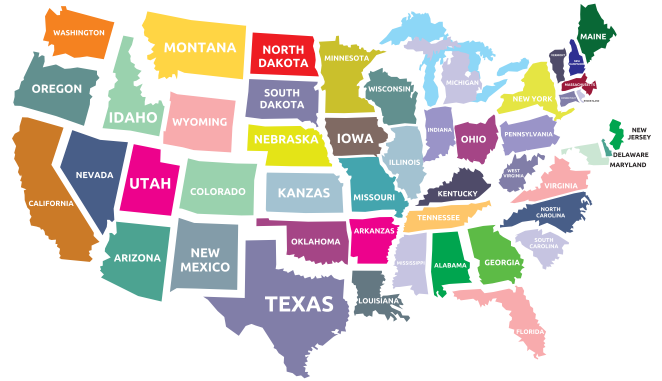 WASHINGTON
MONTANA
NORTH
DAKOTA
MINNESOTA
MAINE
OREGON
IDAHO
WYOMING
SOUTH
DAKOTA
WISCONSIN
MICHIGAN
NEW YORK
NEBRASKA
IOWA
ILLINOIS
INDIANA
OHIO
PENNSYLVANIA
NEW
JERSEY
DELAWARE
MARYLAND
NEVADA
UTAH
COLORADO
KANZAS
MISSOURI
KENTUCKY
WEST
VIRGINIA
VIRGINIA
CALIFORNIA
ARIZONA
NEW
MEXICO
OKLAHOMA
ARKANZAS
TENNESSEE
NORTH
CAROLINA
SOUTH
CAROLINA
TEXAS
LOUISIANA
MISSISSIPPI
ALABAMA
GEORGIA
FLORIDA